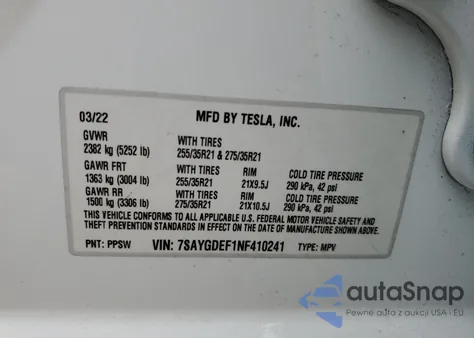 03/22 MFD BY TESLA, INC.
GVWR WITH TIRES
2382 kg (5252 lb) 255/35R21 & 275/35R21
GAWR FRT WITH TIRES RIM COLD TIRE PRESSURE
1363 kg (3004 lb) 255/35R21 21X9.5J 290 kPa, 42 psi
GAWR RR WITH TIRES RIM COLD TIRE PRESSURE
1500 kg (3306 lb) 275/35R21 21X10.5J 290 kPa, 42 psi
THIS VEHICLE CONFORMS TO ALL APPLICABLE U.S. FEDERAL MOTOR VEHICLE SAFETY AND
THEFT PREVENTION STANDARDS IN EFFECT ON THE DATE OF MANUFACTURE SHOWN ABOVE.
PNT: PPSW VIN: 7SAYGDEF1NF410241 TYPE: MPV
autoSnap
Pewne auta z aukcji USA i EU